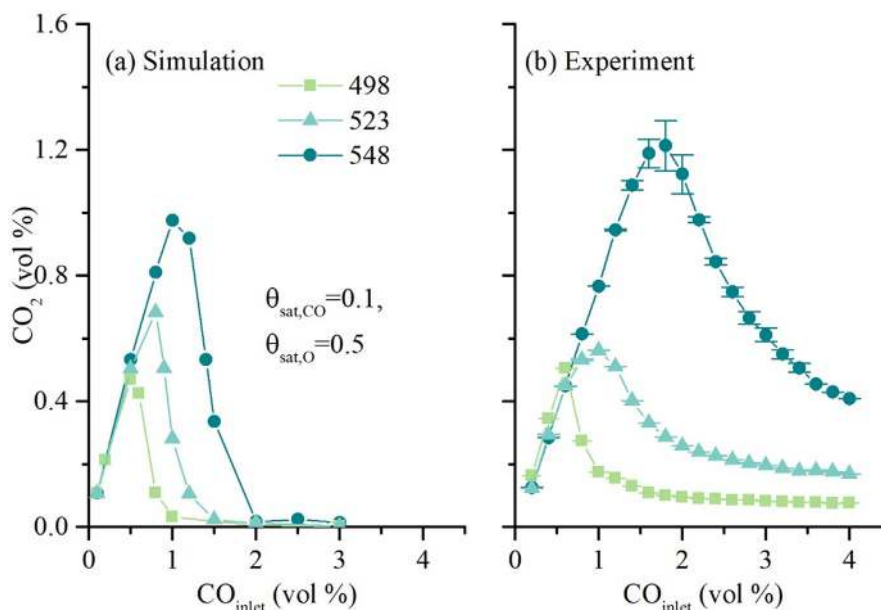 1.6
(a) Simulation
(b) Experiment
498
523
548
1.2
0.8
θsat,CO=0.1,
θsat,O=0.5
0.4
0.0
CO2 (vol %)
0 1 2 3 4
0 1 2 3 4
COinlet (vol %)
COinlet (vol %)